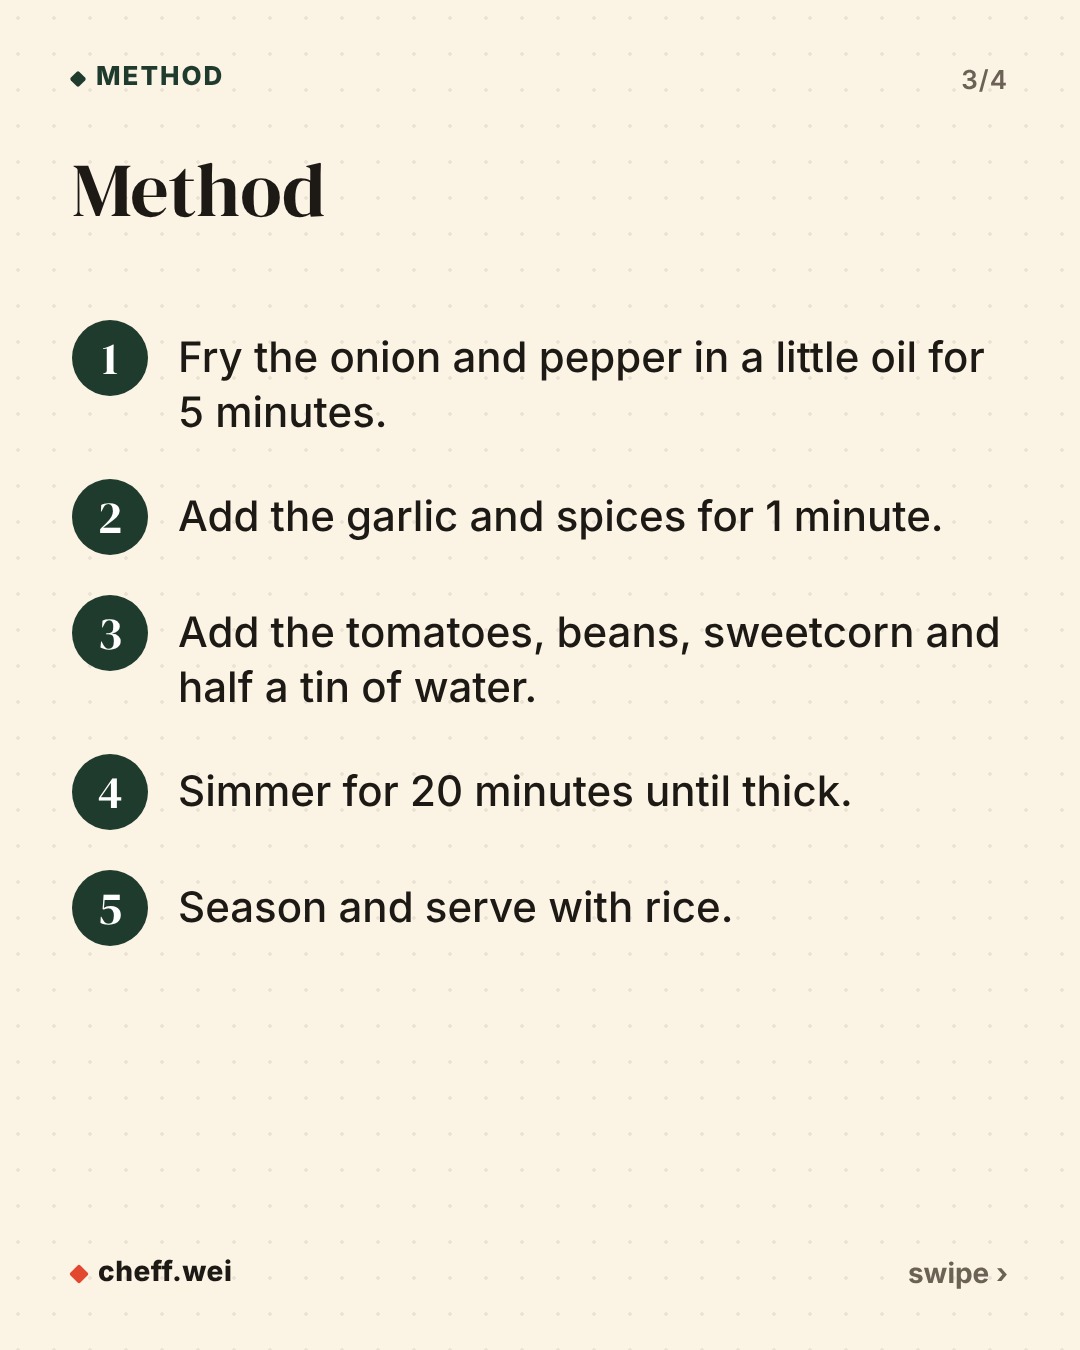 METHOD
3/4
Method
1 Fry the onion and pepper in a little oil for
5 minutes.
2 Add the garlic and spices for 1 minute.
3 Add the tomatoes, beans, sweetcorn and
half a tin of water.
4 Simmer for 20 minutes until thick.
5 Season and serve with rice.
cheff.wei
swipe ›